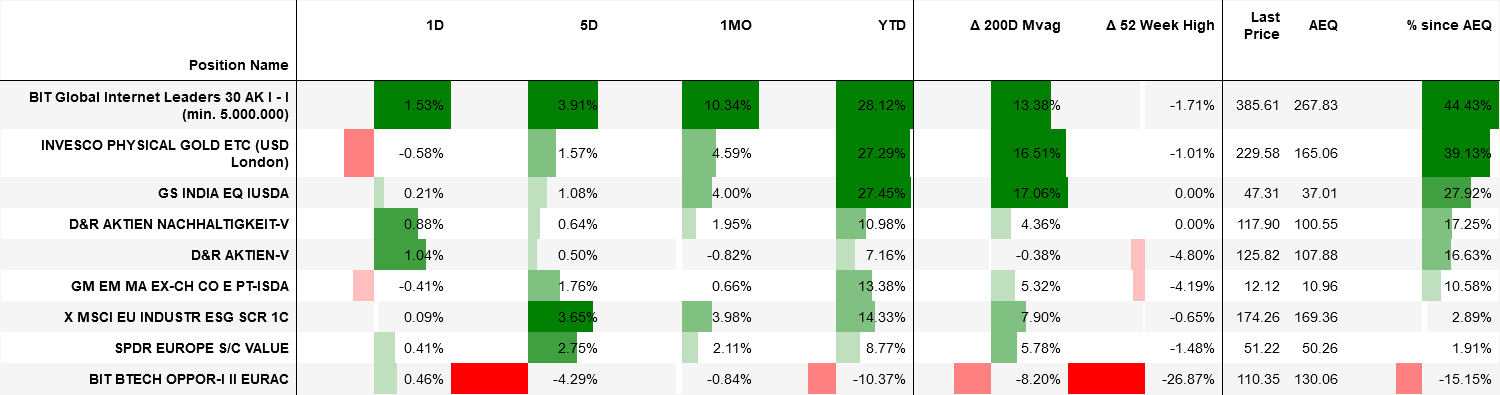 Position Name 1D 5D 1MO YTD Δ 200D Mvag Δ 52 Week High Last Price AEQ % since AEQ
BIT Global Internet Leaders 30 AK I - I (min. 5.000.000) 1.53% 3.91% 10.34% 28.12% 13.38% -1.71% 385.61 267.83 44.43%
INVESCO PHYSICAL GOLD ETC (USD London) -0.58% 1.57% 4.59% 27.29% 16.51% -1.01% 229.58 165.06 39.13%
GS INDIA EQ IUSDA 0.21% 1.08% 4.00% 27.45% 17.06% 0.00% 47.31 37.01 27.92%
D&R AKTIEN NACHHALTIGKEIT-V 0.88% 0.64% 1.95% 10.98% 4.36% 0.00% 117.90 100.55 17.25%
D&R AKTIEN-V 1.04% 0.50% -0.82% 7.16% -0.38% -4.80% 125.82 107.88 16.63%
GM EM MA EX-CH CO E PT-ISDA -0.41% 1.76% 0.66% 13.38% 5.32% -4.19% 12.12 10.96 10.58%
X MSCI EU INDUSTR ESG SCR 1C 0.09% 3.65% 3.98% 14.33% 7.90% -0.65% 174.26 169.36 2.89%
SPDR EUROPE S/C VALUE 0.41% 2.75% 2.11% 8.77% 5.78% -1.48% 51.22 50.26 1.91%
BIT BTECH OPPOR-I II EURAC 0.46% -4.29% -0.84% -10.37% -8.20% -26.87% 110.35 130.06 -15.15%